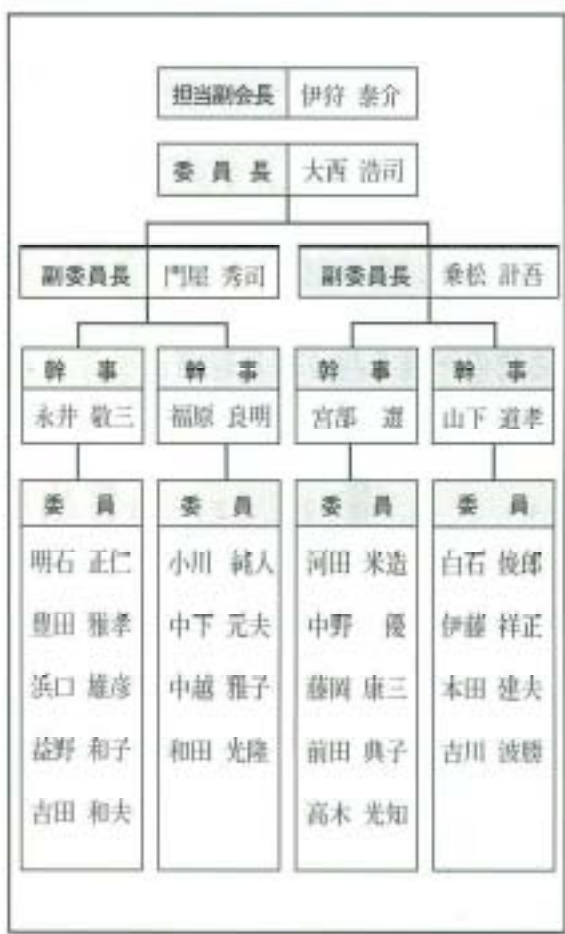 担当副会長 伊狩 泰介
委員長 大西 浩司
副委員長 門屋 秀司
副委員長 乗松 計吾
幹事 幹事 幹事 幹事
永井 敬三 福原 良明 宮部 選 山下 道孝
委員 委員 委員 委員
明石 正仁 小川 純人 河田 米造 白石 俊郎
豊田 雅孝 中下 元夫 中野 優 伊藤 祥正
浜口 雄彦 中越 雅子 藤岡 康三 本田 建夫
益野 和子 和田 光隆 前田 典子 吉川 波勝
吉田 和夫 高木 光知